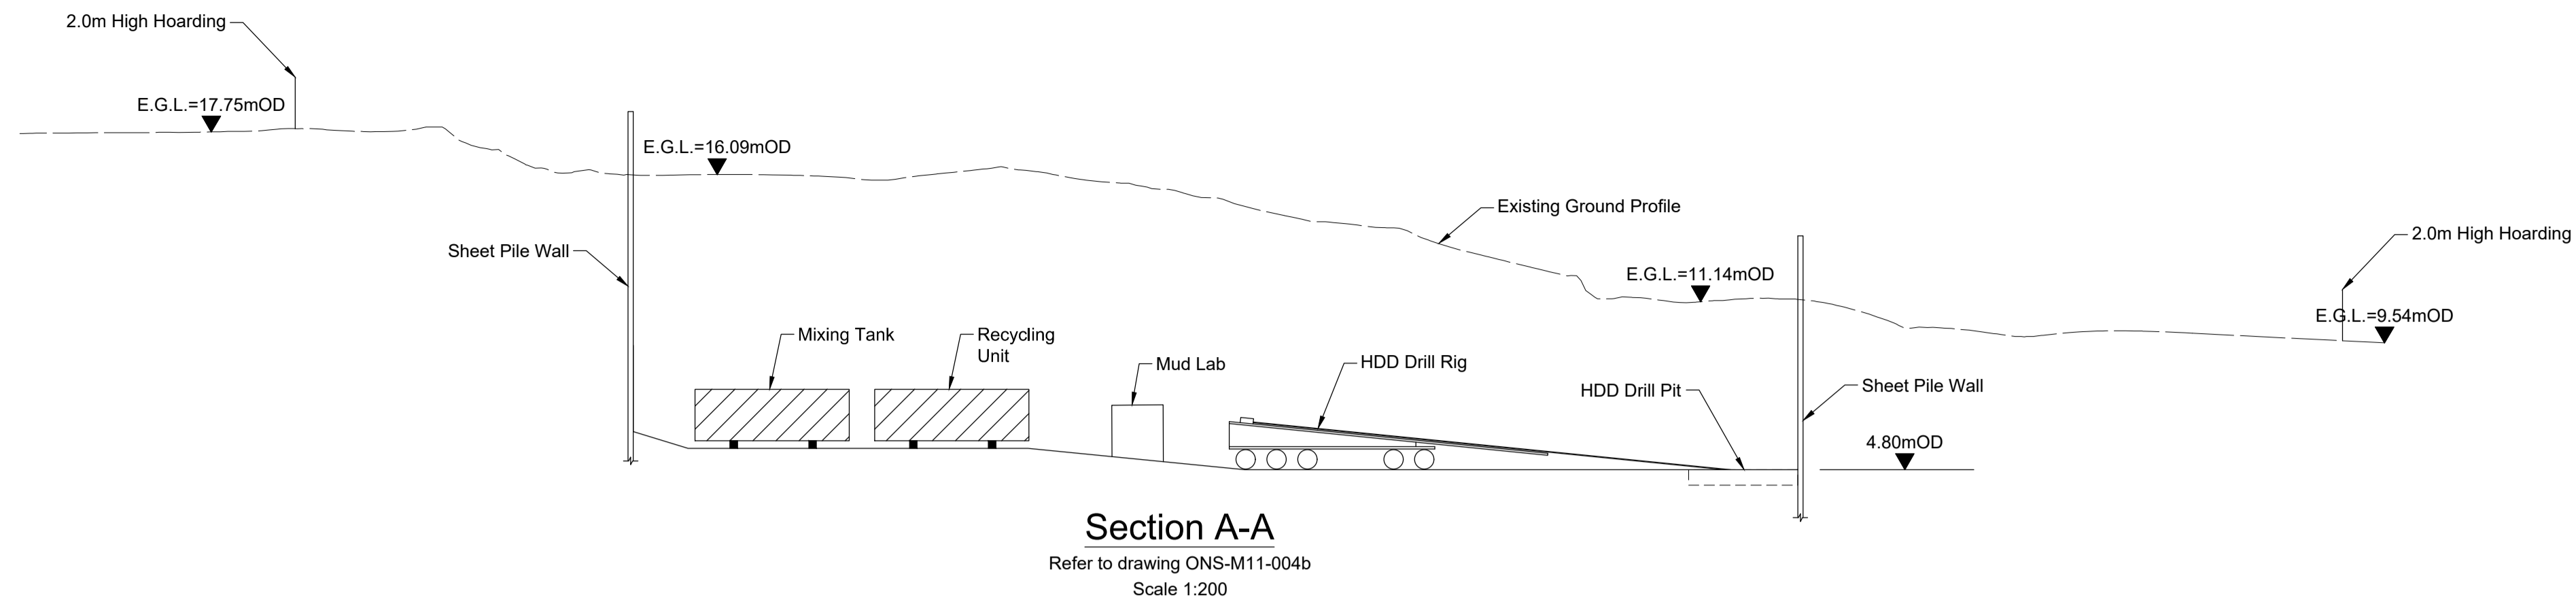 2.0m High Hoarding
E.G.L.=17.75mOD
E.G.L.=16.09mOD
Existing Ground Profile
2.0m High Hoarding
Sheet Pile Wall
E.G.L.=11.14mOD
E.G.L.=9.54mOD
Mixing Tank
Recycling
Unit
Mud Lab
HDD Drill Rig
HDD Drill Pit
Sheet Pile Wall
4.80mOD
Section A-A
Refer to drawing ONS-M11-004b
Scale 1:200